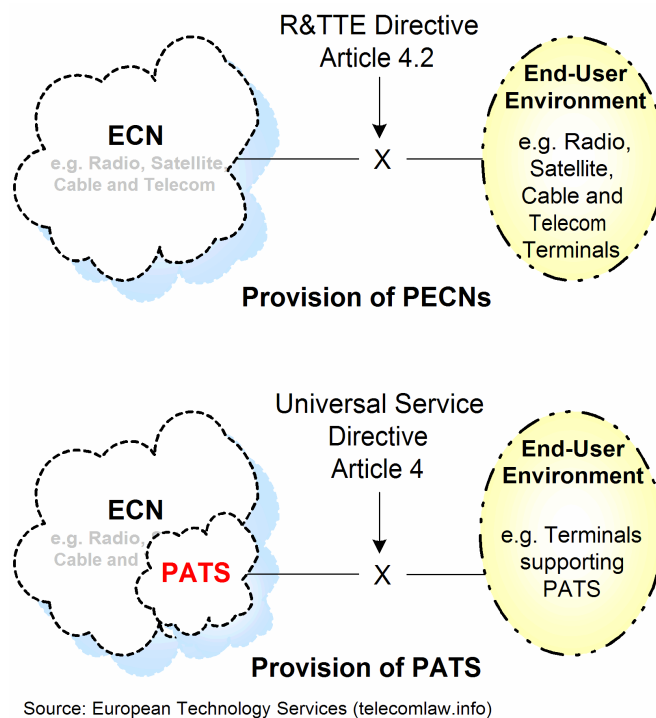 R&TTE Directive
Article 4.2
ECN
e.g. Radio, Satellite,
Cable and Telecom
X
End-User
Environment
e.g. Radio,
Satellite,
Cable and
Telecom
Terminals
Provision of PECNs
Universal Service
Directive
Article 4
ECN
e.g. Radio, S
Cable and
PATS
X
End-User
Environment
e.g. Terminals
supporting
PATS
Provision of PATS
Source: European Technology Services (telecomlaw.info)